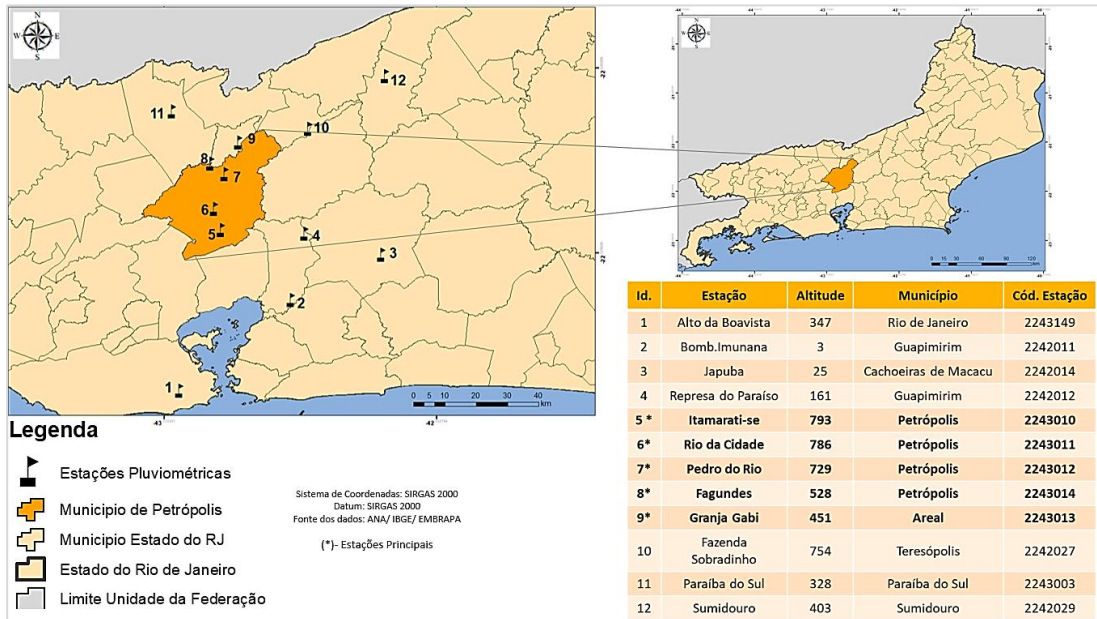 N
W E
S
12
11
10
9
8
7
6
5
4
3
2
1
0 5 10 20 30 40
km
-43
-42
-22
-22
N
W E
S
0 15 30 60 90 120
km
Legenda
Estações Pluviométricas
Municipio de Petrópolis
Municipio Estado do RJ
Estado do Rio de Janeiro
Limite Unidade da Federação
Sistema de Coordenadas: SIRGAS 2000
Datum: SIRGAS 2000
Fonte dos dados: ANA/ IBGE/ EMBRAPA
(*)- Estações Principais
Id. Estação Altitude Município Cód. Estação
1 Alto da Boavista 347 Rio de Janeiro 2243149
2 Bomb.Imunana 3 Guapimirim 2242011
3 Japuba 25 Cachoeiras de Macacu 2242014
4 Represa do Paraíso 161 Guapimirim 2242012
5 * Itamarati-se 793 Petrópolis 2243010
6* Rio da Cidade 786 Petrópolis 2243011
7* Pedro do Rio 729 Petrópolis 2243012
8* Fagundes 528 Petrópolis 2243014
9* Granja Gabi 451 Areal 2243013
10 Fazenda Sobradinho 754 Teresópolis 2242027
11 Paraíba do Sul 328 Paraíba do Sul 2243003
12 Sumidouro 403 Sumidouro 2242029